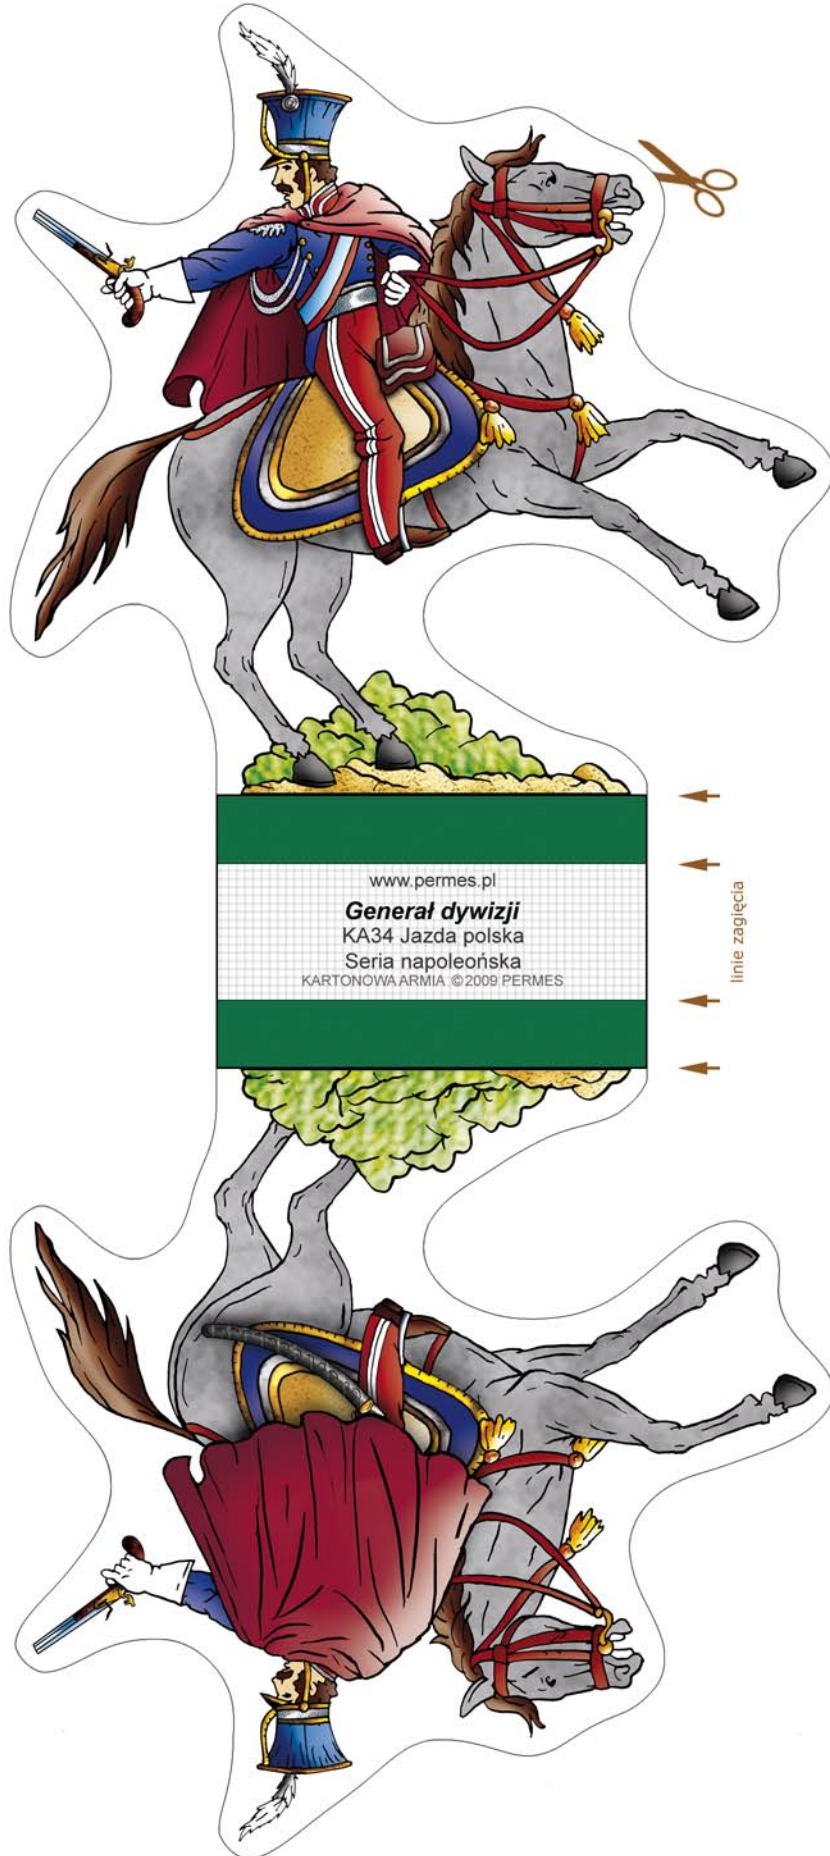 www.permes.pl
Generał dywizji
KA34 Jazda polska
Seria napoleońska
KARTONOWA ARMIA © 2009 PERMES
linie zagięcia